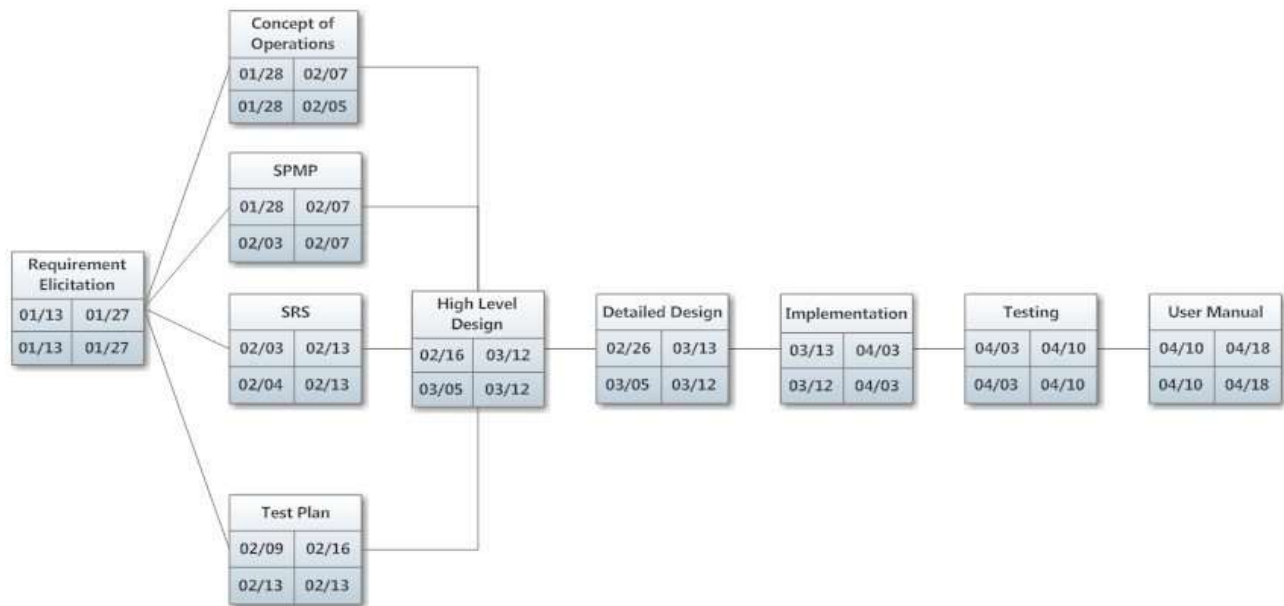 Concept of
Operations
01/28 02/07
01/28 02/05
SPMP
01/28 02/07
02/03 02/07
Requirement
Elicitation
01/13 01/27
01/13 01/27
SRS
02/03 02/13
02/04 02/13
High Level
Design
02/16 03/12
03/05 03/12
Detailed Design
02/26 03/13
03/05 03/12
Implementation
03/13 04/03
03/12 04/03
Testing
04/03 04/10
04/03 04/10
User Manual
04/10 04/18
04/10 04/18
Test Plan
02/09 02/16
02/13 02/13